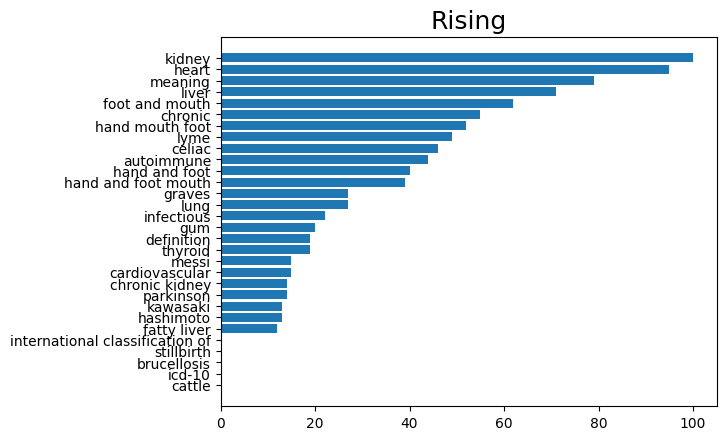 Rising
kidney
heart
meaning
liver
foot and mouth
chronic
hand mouth foot
lyme
celiac
autoimmune
hand and foot
hand and foot mouth
graves
lung
infectious
gum
definition
thyroid
messi
cardiovascular
chronic kidney
parkinson
kawasaki
hashimoto
fatty liver
international classification of
stillbirth
brucellosis
icd-10
cattle
0 20 40 60 80 100